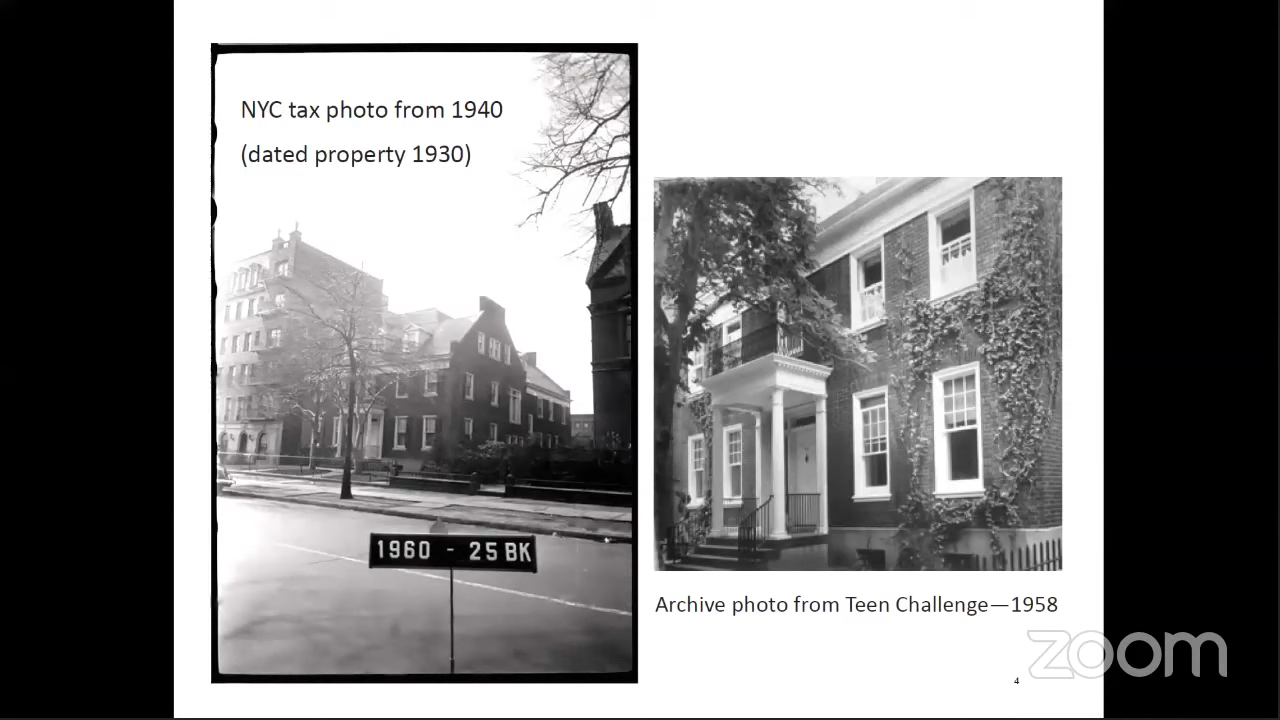 NYC tax photo from 1940
(dated property 1930)
1960 - 25 BK
Archive photo from Teen Challenge—1958
zoom
4